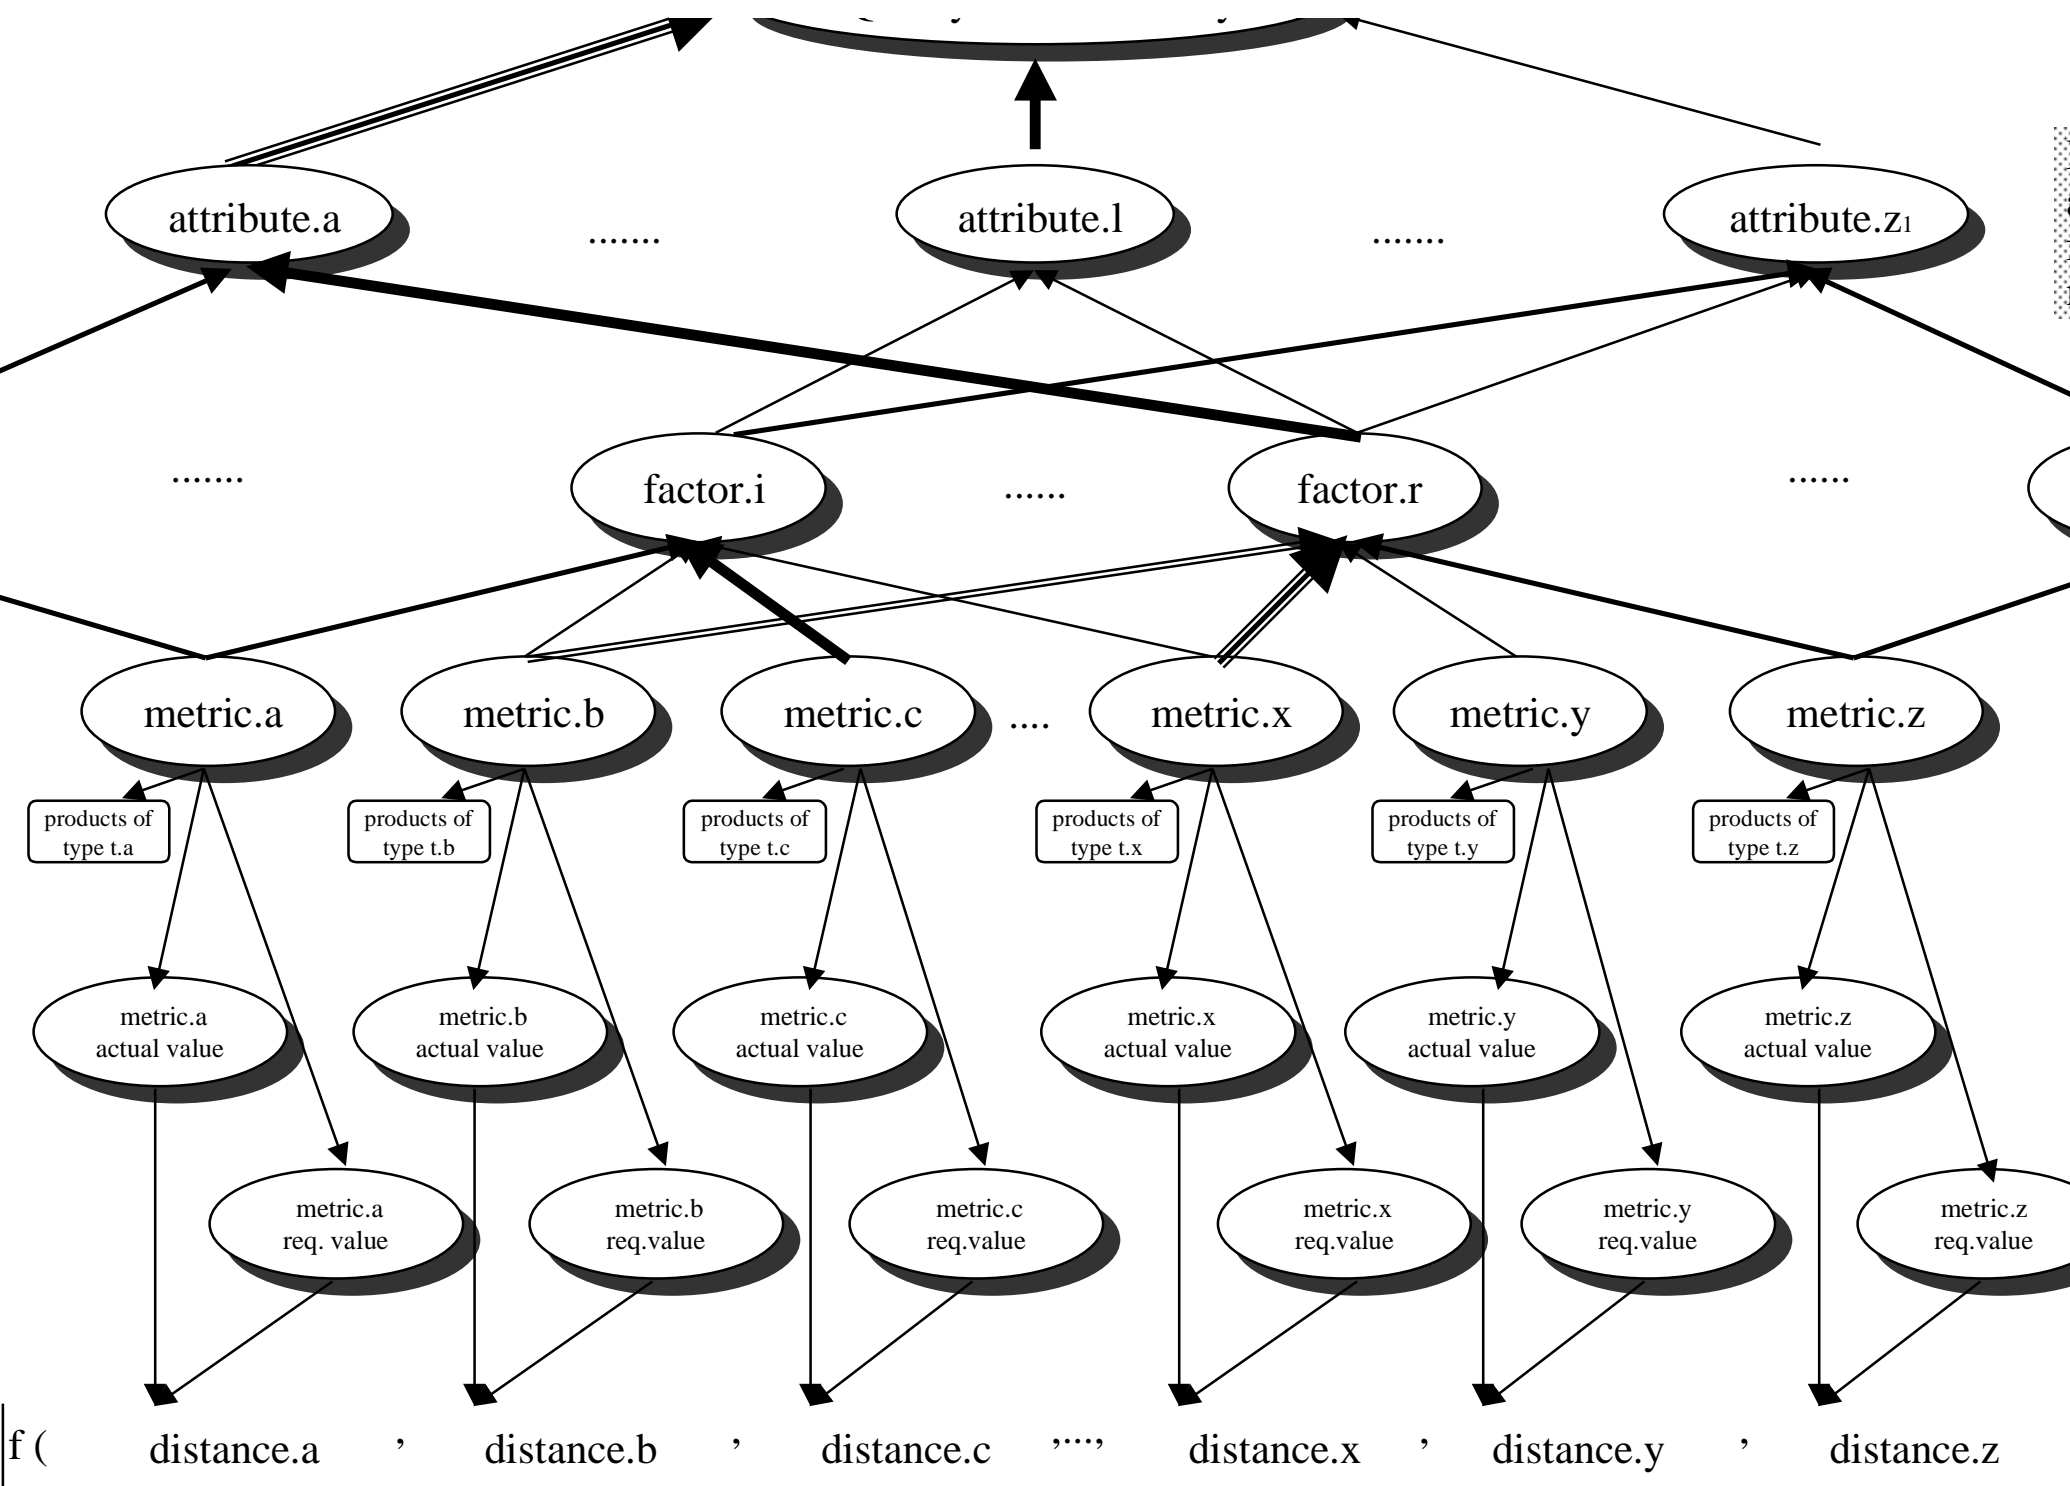 attribute.a ....... attribute.l ....... attribute.z1
....... factor.i ...... factor.r ......
metric.a metric.b metric.c .... metric.x metric.y metric.z
products of
type t.a
products of
type t.b
products of
type t.c
products of
type t.x
products of
type t.y
products of
type t.z
metric.a
actual value
metric.b
actual value
metric.c
actual value
metric.x
actual value
metric.y
actual value
metric.z
actual value
metric.a
req. value
metric.b
req.value
metric.c
req.value
metric.x
req.value
metric.y
req.value
metric.z
req.value
f ( distance.a , distance.b , distance.c ,..., distance.x , distance.y , distance.z